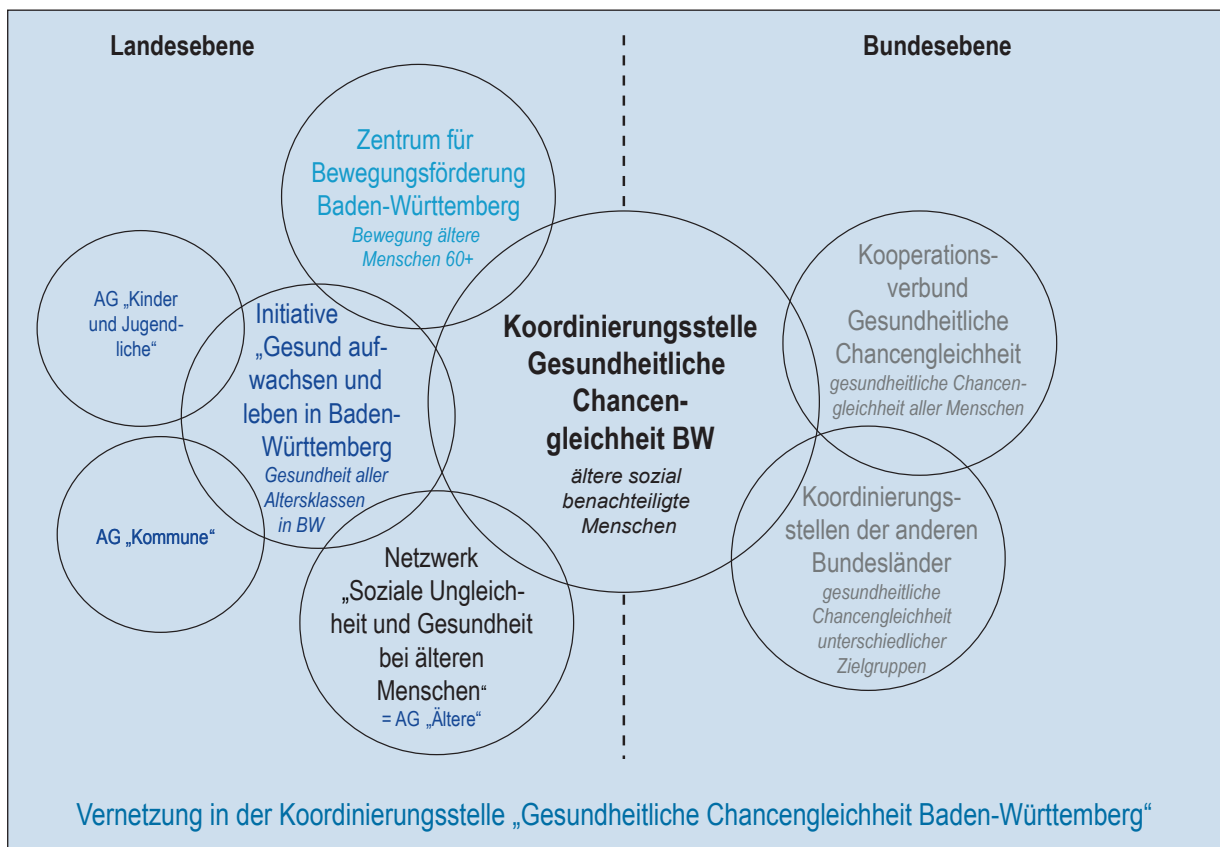 Landesebene
Bundesebene
Zentrum für
Bewegungsförderung
Baden-Württemberg
Bewegung ältere
Menschen 60+
AG „Kinder
und Jugend-
liche“
Initiative
„Gesund auf-
wachsen und
leben in Baden-
Württemberg
Gesundheit aller
Altersklassen
in BW
AG „Kommune“
Netzwerk
„Soziale Ungleich-
heit und Gesundheit
bei älteren
Menschen“
= AG „Ältere“
Koordinierungsstelle
Gesundheitliche
Chancen-
gleichheit BW
ältere sozial
benachteiligte
Menschen
Kooperations-
verbund
Gesundheitliche
Chancengleichheit
gesundheitliche Chancen-
gleichheit aller Menschen
Koordinierungs-
stellen der anderen
Bundesländer
gesundheitliche
Chancengleichheit
unterschiedlicher
Zielgruppen
Vernetzung in der Koordinierungsstelle „Gesundheitliche Chancengleichheit Baden-Württemberg“